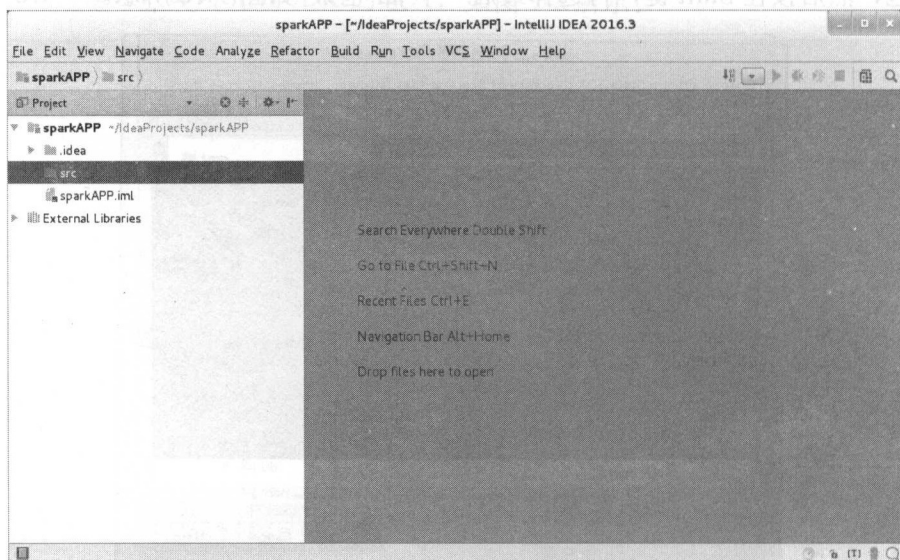 sparkAPP – [~/IdeaProjects/sparkAPP] – IntelliJ IDEA 2016.3
File Edit View Navigate Code Analyze Refactor Build Run Tools VCS Window Help
sparkAPP src
Project
sparkAPP ~/IdeaProjects/sparkAPP
.idea
src
sparkAPP.iml
External Libraries
Search Everywhere Double Shift
Go to File Ctrl+Shift+N
Recent Files Ctrl+E
Navigation Bar Alt+Home
Drop files here to open